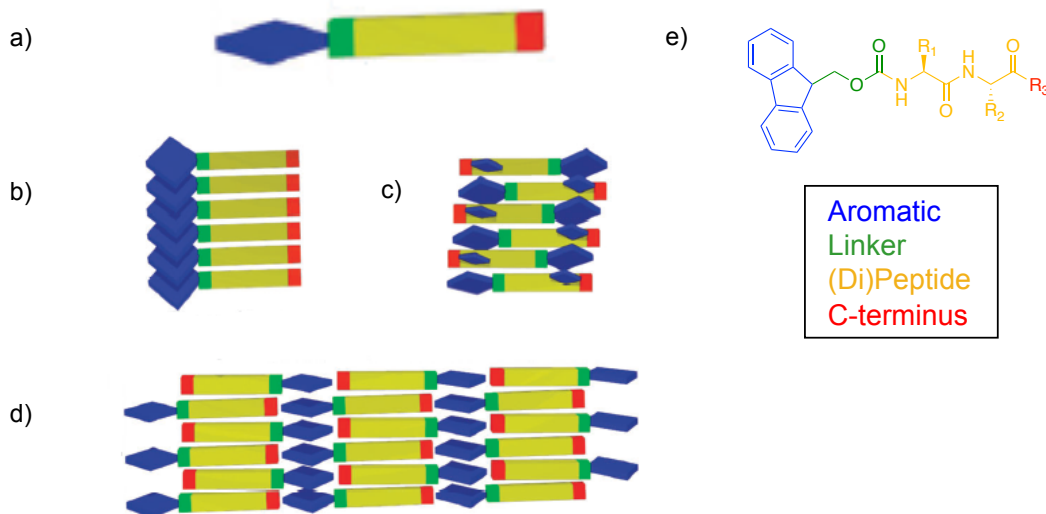 a)
e)
R₁
O
O
H
N
O
N
H
O
R₂
R₃
b)
c)
Aromatic
Linker
(Di)Peptide
C-terminus
d)